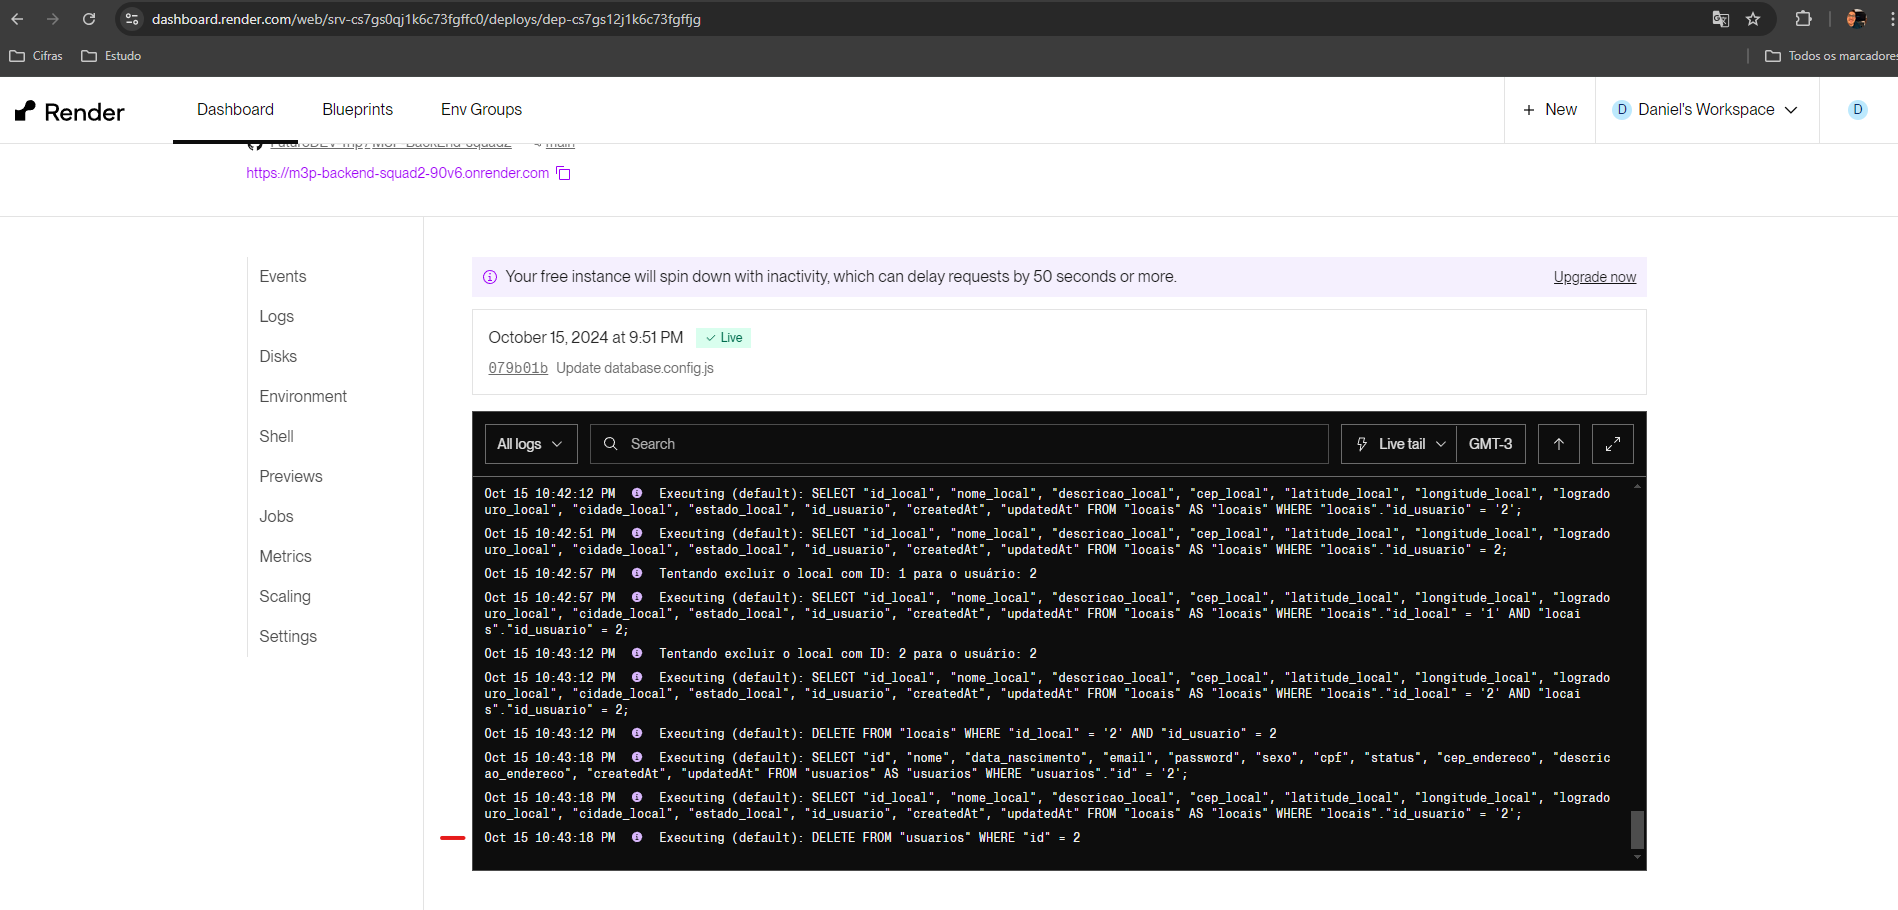 dashboard.render.com/web/srv-cs7gs0qj1k6c73fgffc0/deploys/dep-cs7gs12j1k6c73fgffjg
Cifras
Estudo
Todos os marcadores
Render
Dashboard
Blueprints
Env Groups
+ New
D
Daniel's Workspace
D
main
https://m3p-backend-squad2-90v6.onrender.com
Events
Logs
Disks
Environment
Shell
Previews
Jobs
Metrics
Scaling
Settings
Your free instance will spin down with inactivity, which can delay requests by 50 seconds or more.
Upgrade now
October 15, 2024 at 9:51 PM
Live
079b01b Update database.config.js
All logs
Search
Live tail
GMT-3
Oct 15 10:42:12 PM Executing (default): SELECT "id_local", "nome_local", "descricao_local", "cep_local", "latitude_local", "longitude_local", "logrado
uro_local", "cidade_local", "estado_local", "id_usuario", "createdAt", "updatedAt" FROM "locais" AS "locais" WHERE "locais"."id_usuario" = '2';
Oct 15 10:42:51 PM Executing (default): SELECT "id_local", "nome_local", "descricao_local", "cep_local", "latitude_local", "longitude_local", "logrado
uro_local", "cidade_local", "estado_local", "id_usuario", "createdAt", "updatedAt" FROM "locais" AS "locais" WHERE "locais"."id_usuario" = 2;
Oct 15 10:42:57 PM Tentando excluir o local com ID: 1 para o usuário: 2
Oct 15 10:42:57 PM Executing (default): SELECT "id_local", "nome_local", "descricao_local", "cep_local", "latitude_local", "longitude_local", "logrado
uro_local", "cidade_local", "estado_local", "id_usuario", "createdAt", "updatedAt" FROM "locais" AS "locais" WHERE "locais"."id_local" = '1' AND "locai
s"."id_usuario" = 2;
Oct 15 10:43:12 PM Tentando excluir o local com ID: 2 para o usuário: 2
Oct 15 10:43:12 PM Executing (default): SELECT "id_local", "nome_local", "descricao_local", "cep_local", "latitude_local", "longitude_local", "logrado
uro_local", "cidade_local", "estado_local", "id_usuario", "createdAt", "updatedAt" FROM "locais" AS "locais" WHERE "locais"."id_local" = '2' AND "locai
s"."id_usuario" = 2;
Oct 15 10:43:12 PM Executing (default): DELETE FROM "locais" WHERE "id_local" = '2' AND "id_usuario" = 2
Oct 15 10:43:18 PM Executing (default): SELECT "id", "nome", "data_nascimento", "email", "password", "sexo", "cpf", "status", "cep_endereco", "descric
ao_endereco", "createdAt", "updatedAt" FROM "usuarios" AS "usuarios" WHERE "usuarios"."id" = '2';
Oct 15 10:43:18 PM Executing (default): SELECT "id_local", "nome_local", "descricao_local", "cep_local", "latitude_local", "longitude_local", "logrado
uro_local", "cidade_local", "estado_local", "id_usuario", "createdAt", "updatedAt" FROM "locais" AS "locais" WHERE "locais"."id_usuario" = '2';
Oct 15 10:43:18 PM Executing (default): DELETE FROM "usuarios" WHERE "id" = 2